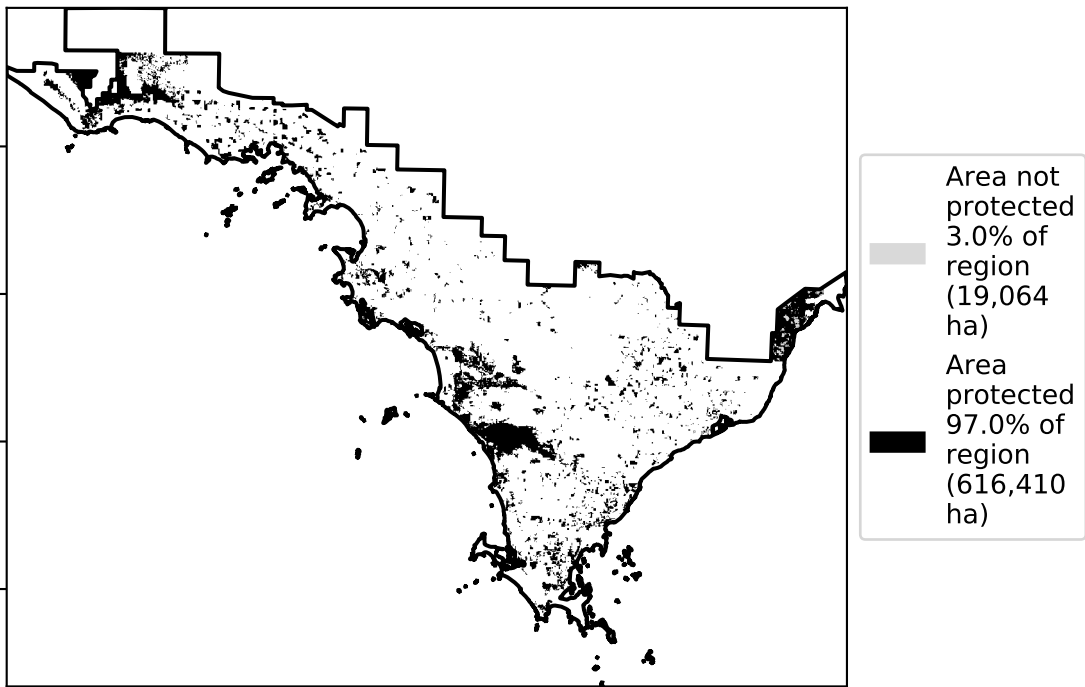 Area not
protected
3.0% of
region
(19,064
ha)
Area
protected
97.0% of
region
(616,410
ha)